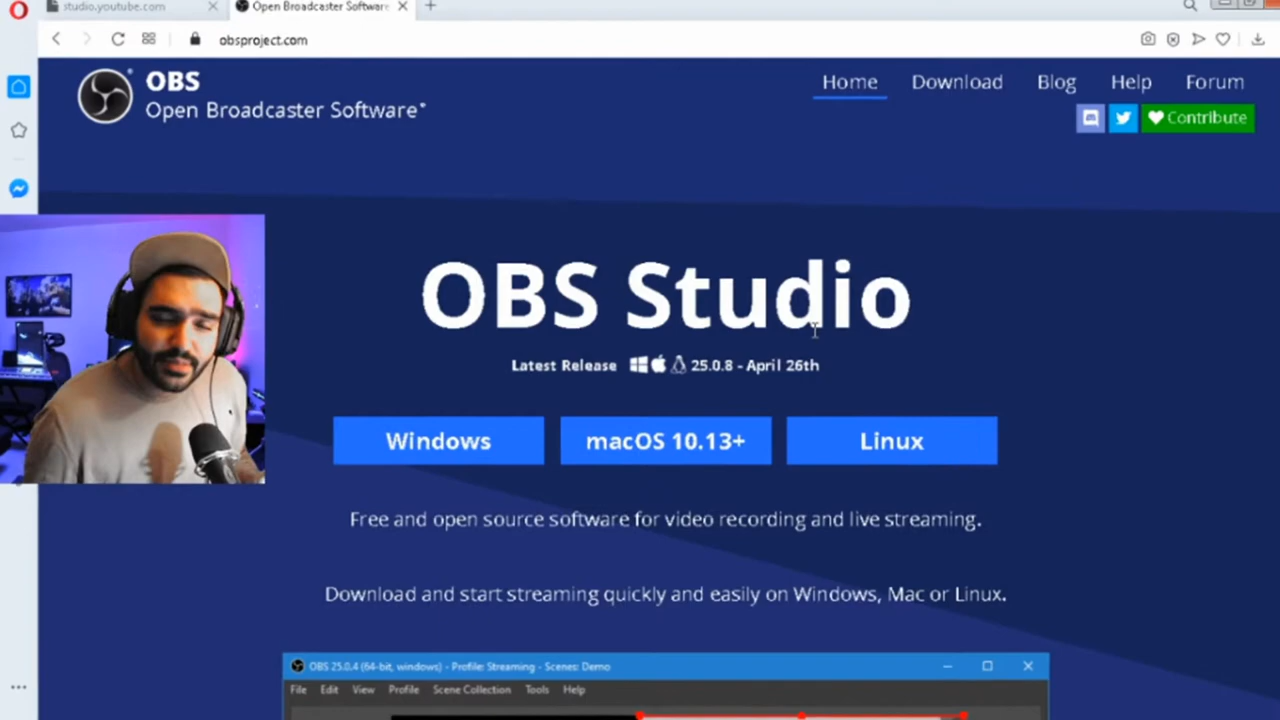 studio.youtube.com
Open Broadcaster Software
obsproject.com
OBS
Open Broadcaster Software
Home
Download
Blog
Help
Forum
Contribute
OBS Studio
Latest Release 25.0.8 - April 26th
Windows
macOS 10.13+
Linux
Free and open source software for video recording and live streaming.
Download and start streaming quickly and easily on Windows, Mac or Linux.
OBS 25.0.4 (64-bit, windows) - Profile: Streaming - Scenes: Demo
File Edit View Profile Scene Collection Tools Help